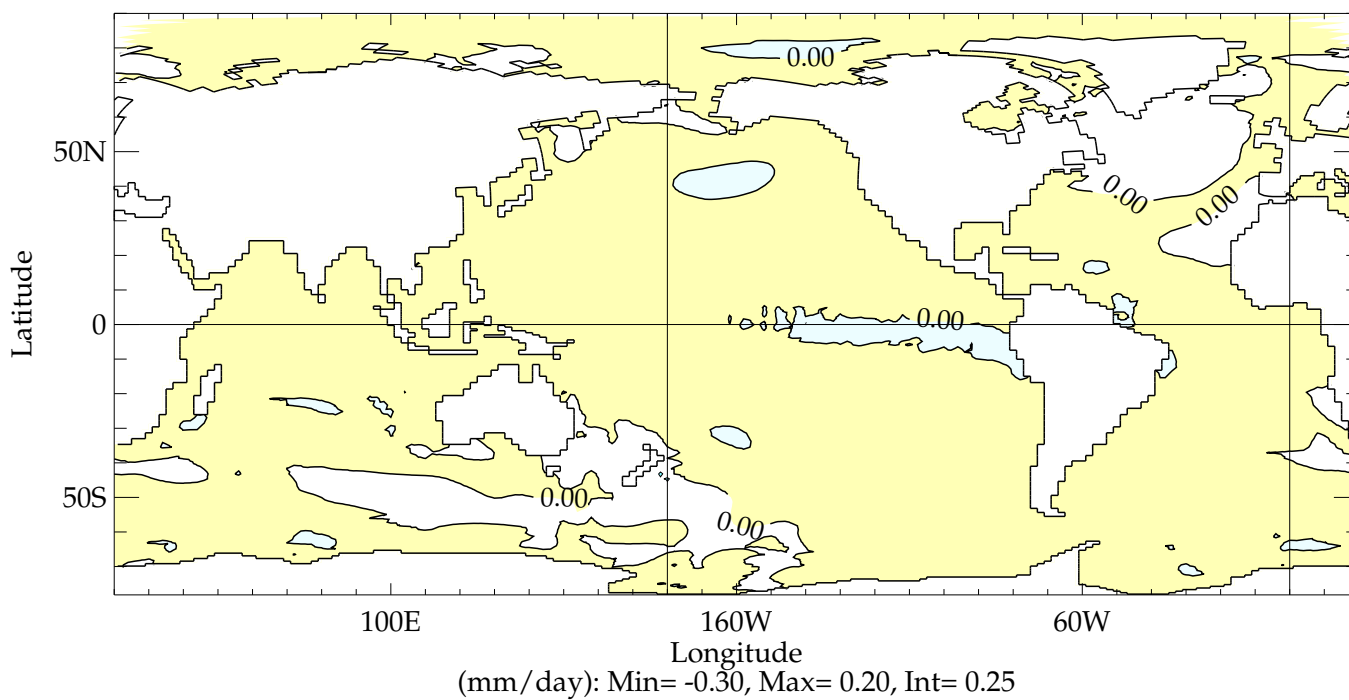 0.00
50N
0.00
0.00
Latitude
0
0.00
50S
0.00
0.00
100E
160W
60W
Longitude
(mm/day): Min= -0.30, Max= 0.20, Int= 0.25